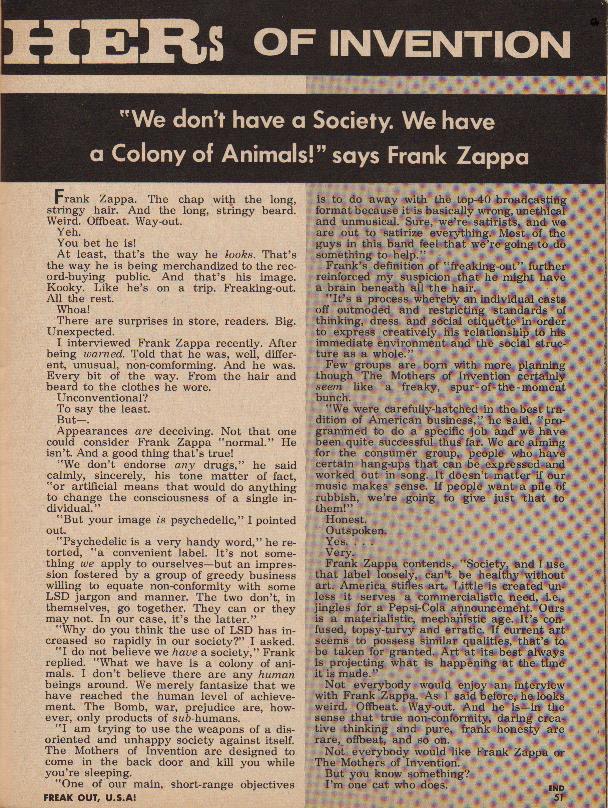 HERs OF INVENTION
"We don't have a Society. We have
a Colony of Animals!" says Frank Zappa
Frank Zappa. The chap with the long,
stringy hair. And the long, stringy beard.
Weird. Offbeat. Way-out.
Yeh.
You bet he is!
At least, that's the way he looks. That's
the way he is being merchandized to the rec-
ord-buying public. And that's his image.
Kooky. Like he's on a trip. Freaking-out.
All the rest.
Whoa!
There are surprises in store, readers. Big.
Unexpected.
I interviewed Frank Zappa recently. After
being warned. Told that he was, well, differ-
ent, unusual, non-comforming. And he was.
Every bit of the way. From the hair and
beard to the clothes he wore.
Unconventional?
To say the least.
But—.
Appearances are deceiving. Not that one
could consider Frank Zappa "normal." He
isn't. And a good thing that's true!
"We don't endorse any drugs," he said
calmly, sincerely, his tone matter of fact,
"or artificial means that would do anything
to change the consciousness of a single in-
dividual."
"But your image is psychedelic," I pointed
out.
"Psychedelic is a very handy word," he re-
torted, "a convenient label. It's not some-
thing we apply to ourselves—but an impres-
sion fostered by a group of greedy business
willing to equate non-conformity with some
LSD jargon and manner. The two don't, in
themselves, go together. They can or they
may not. In our case, it's the latter."
"Why do you think the use of LSD has in-
creased so rapidly in our society?" I asked.
"I do not believe we have a society," Frank
replied. "What we have is a colony of ani-
mals. I don't believe there are any human
beings around. We merely fantasize that we
have reached the human level of achieve-
ment. The Bomb, war, prejudice are, how-
ever, only products of sub-humans.
"I am trying to use the weapons of a dis-
oriented and unhappy society against itself.
The Mothers of Invention are designed to
come in the back door and kill you while
you're sleeping.
"One of our main, short-range objectives
is to do away with the top-40 broadcasting
format because it is basically wrong, unethical
and unmusical. Sure, we're satirists, and we
are out to satirize everything. Most of the
guys in this band feel that we're going to do
something to help."
Frank's definition of "freaking-out" further
reinforced my suspicion that he might have
a brain beneath all the hair.
"It's a process whereby an individual casts
off outmoded and restricting standards of
thinking, dress, and social etiquette in order
to express creatively his relationship to his
immediate environment and the social struc-
ture as a whole."
Few groups are born with more planning
though The Mothers of Invention certainly
seem like a freaky, spur-of-the-moment
bunch.
"We were carefully-hatched in the best tra-
dition of American business," he said, "pro-
grammed to do a specific job and we have
been quite successful thus far. We are aiming
for the consumer group, people who have
certain hang-ups that can be expressed and
worked out in song. It doesn't matter if our
music makes sense. If people want a pile of
rubbish, we're going to give just that to
them!"
Honest.
Outspoken.
Yes. . . .
Very.
Frank Zappa contends, "Society, and I use
that label loosely, can't be healthy without
art. America stifles art. Little is created un-
less it serves a commercialistic need, i.e.,
jingles for a Pepsi-Cola announcement. Ours
is a materialistic, mechanistic age. It's con-
fused, topsy-turvy and erratic. If current art
seems to possess similar qualities, that's to
be taken for granted. Art at its best always
is projecting what is happening at the time
it is made."
Not everybody would enjoy an interview
with Frank Zappa. As I said before, he looks
weird. Offbeat. Way-out. And he is—in the
sense that true non-conformity, daring crea-
tive thinking and pure, frank honesty are
rare, offbeat, and so on.
Not everybody would like Frank Zappa or
The Mothers of Invention.
But you know something?
I'm one cat who does.
END
FREAK OUT, U.S.A!
51